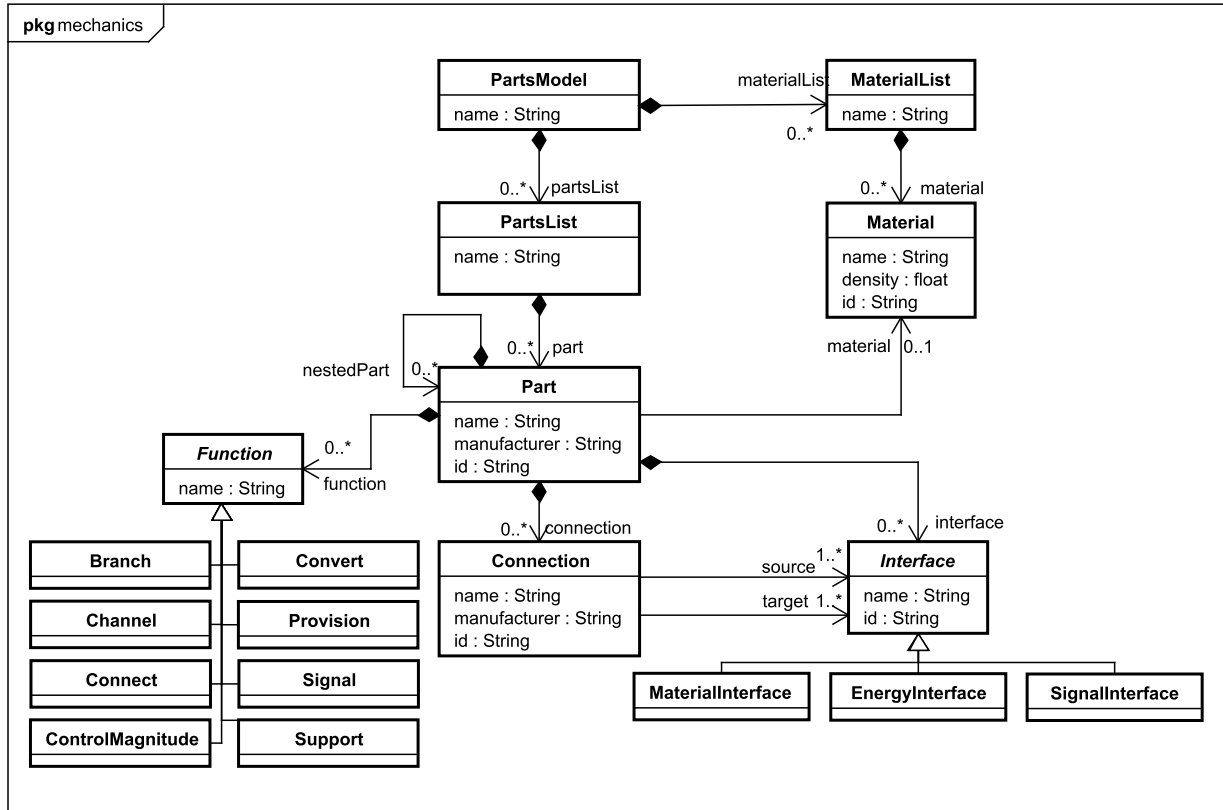 pkg mechanics
PartsModel
name : String
materialList
0..*
MaterialList
name : String
0..*
partsList
0..*
material
PartsList
name : String
Material
name : String
density : float
id : String
0..*
part
material
0..1
nestedPart
0..*
Part
name : String
manufacturer : String
id : String
Function
name : String
0..*
function
0..*
connection
0..*
interface
Connection
name : String
manufacturer : String
id : String
source
1..*
target
1..*
Interface
name : String
id : String
Branch
Convert
Channel
Provision
Connect
Signal
ControlMagnitude
Support
MaterialInterface
EnergyInterface
SignalInterface